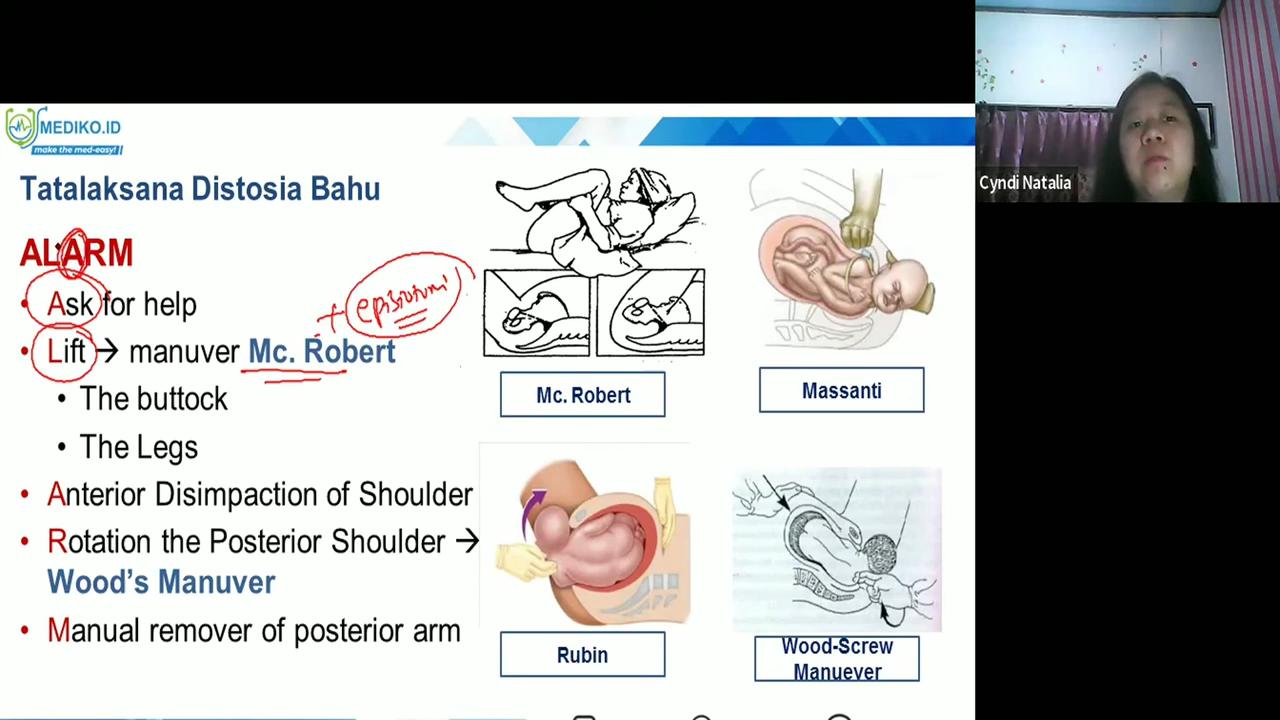 MEDIKO.ID
make the med-easy!
Tatalaksana Distosia Bahu
ALARM
• Ask for help
+ episiotomi
• Lift → manuver Mc. Robert
• The buttock
• The Legs
• Anterior Disimpaction of Shoulder
• Rotation the Posterior Shoulder →
Wood's Manuver
• Manual remover of posterior arm
Mc. Robert
Massanti
Rubin
Wood-Screw
Manuever
Cyndi Natalia